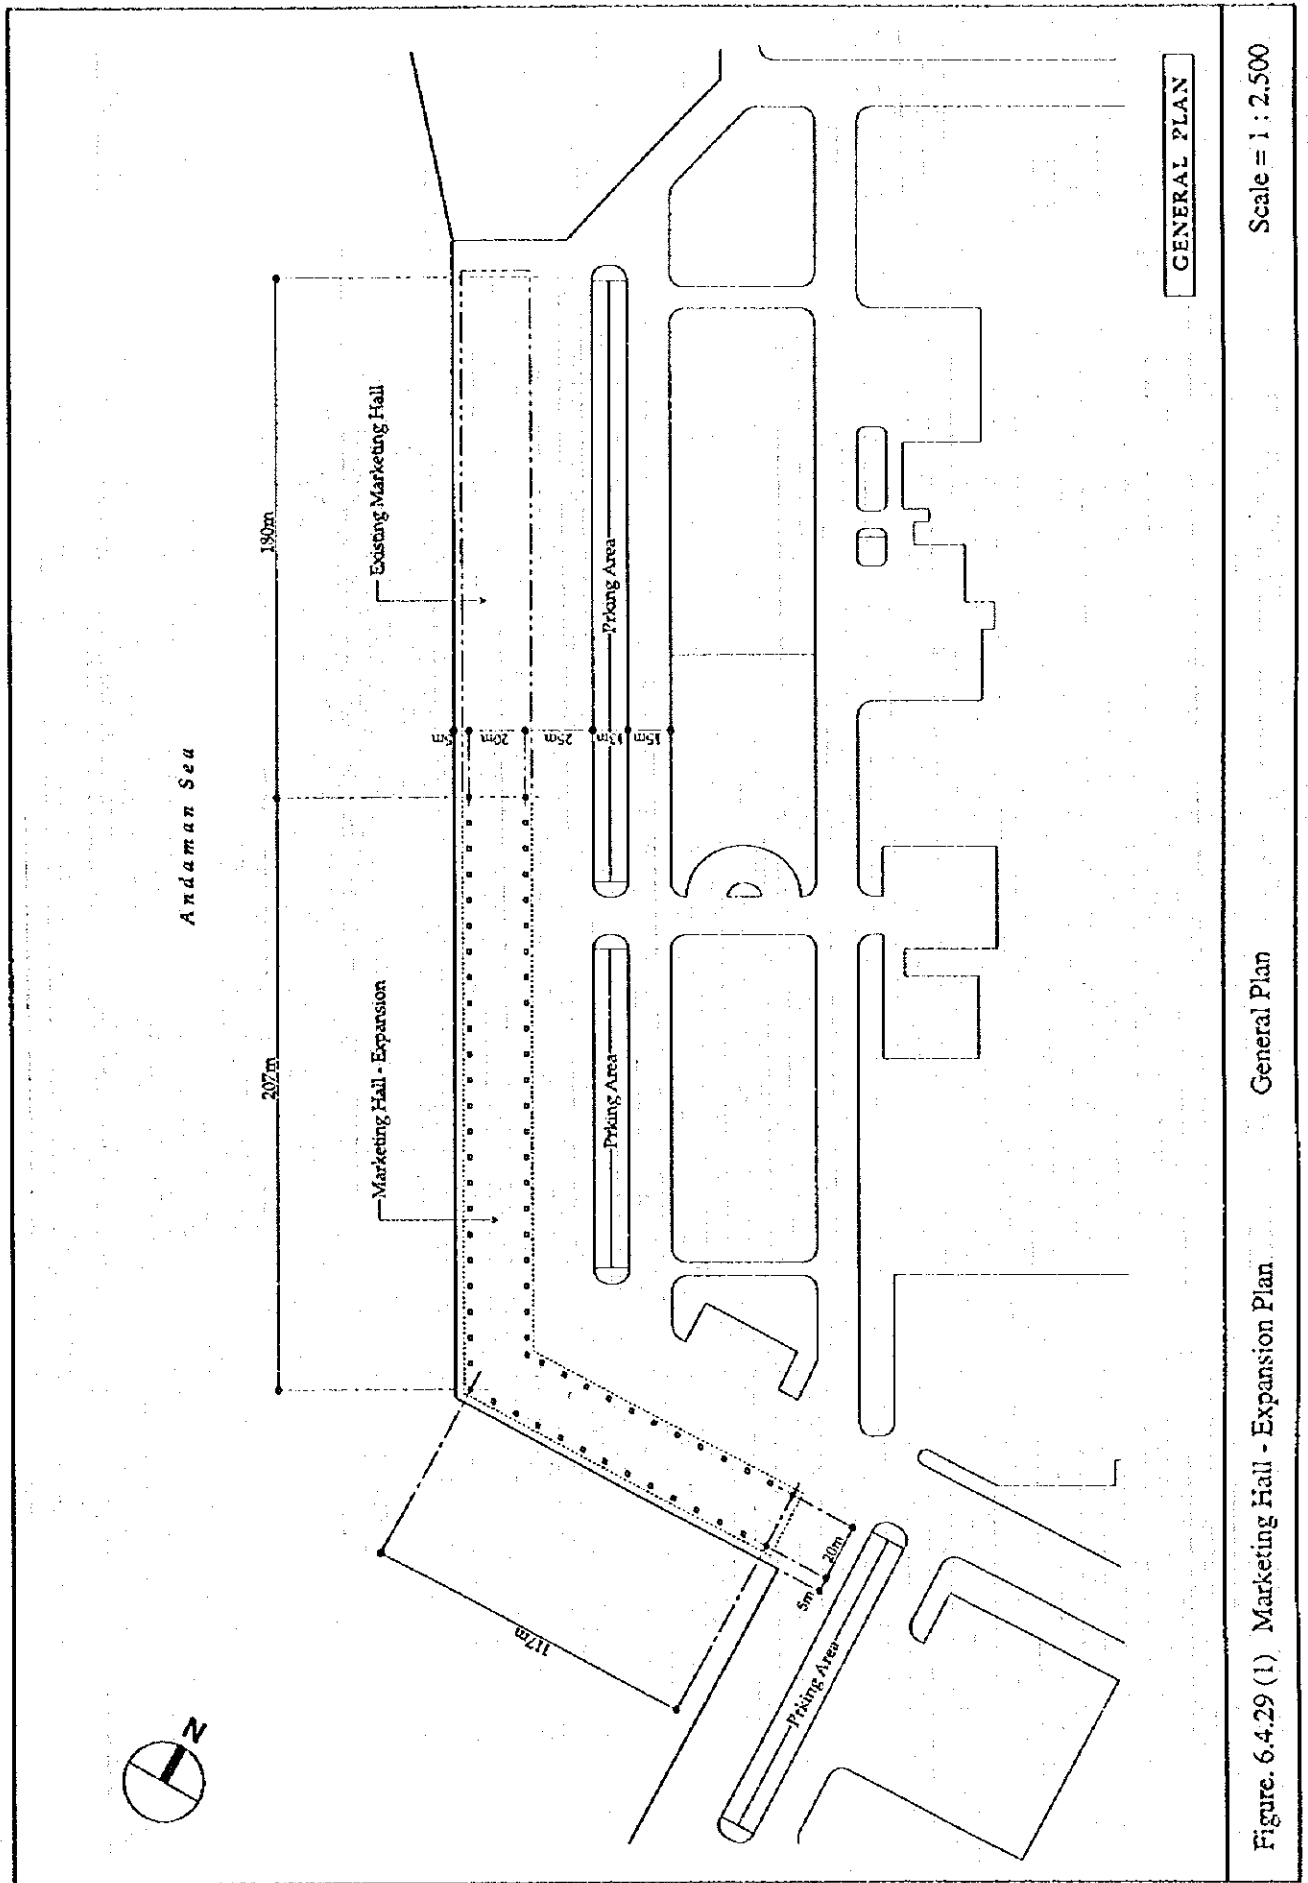 Andaman Sea
207m
180m
Marketing Hall - Expansion
Existing Marketing Hall
5m
20m
25m
13m
15m
Prking Area
Prking Area
117m
5m
20m
Prking Area
N
GENERAL PLAN
Figure. 6.4.29 (1) Marketing Hall - Expansion Plan General Plan Scale = 1 : 2.500